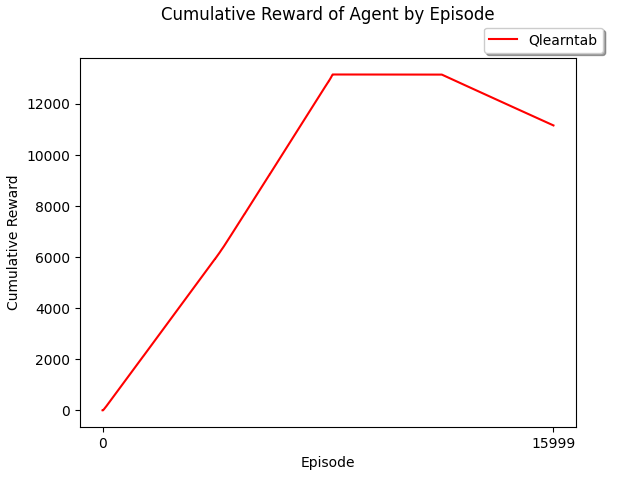 Cumulative Reward of Agent by Episode
Qlearntab
12000
10000
8000
6000
4000
2000
0
Cumulative Reward
0 15999
Episode